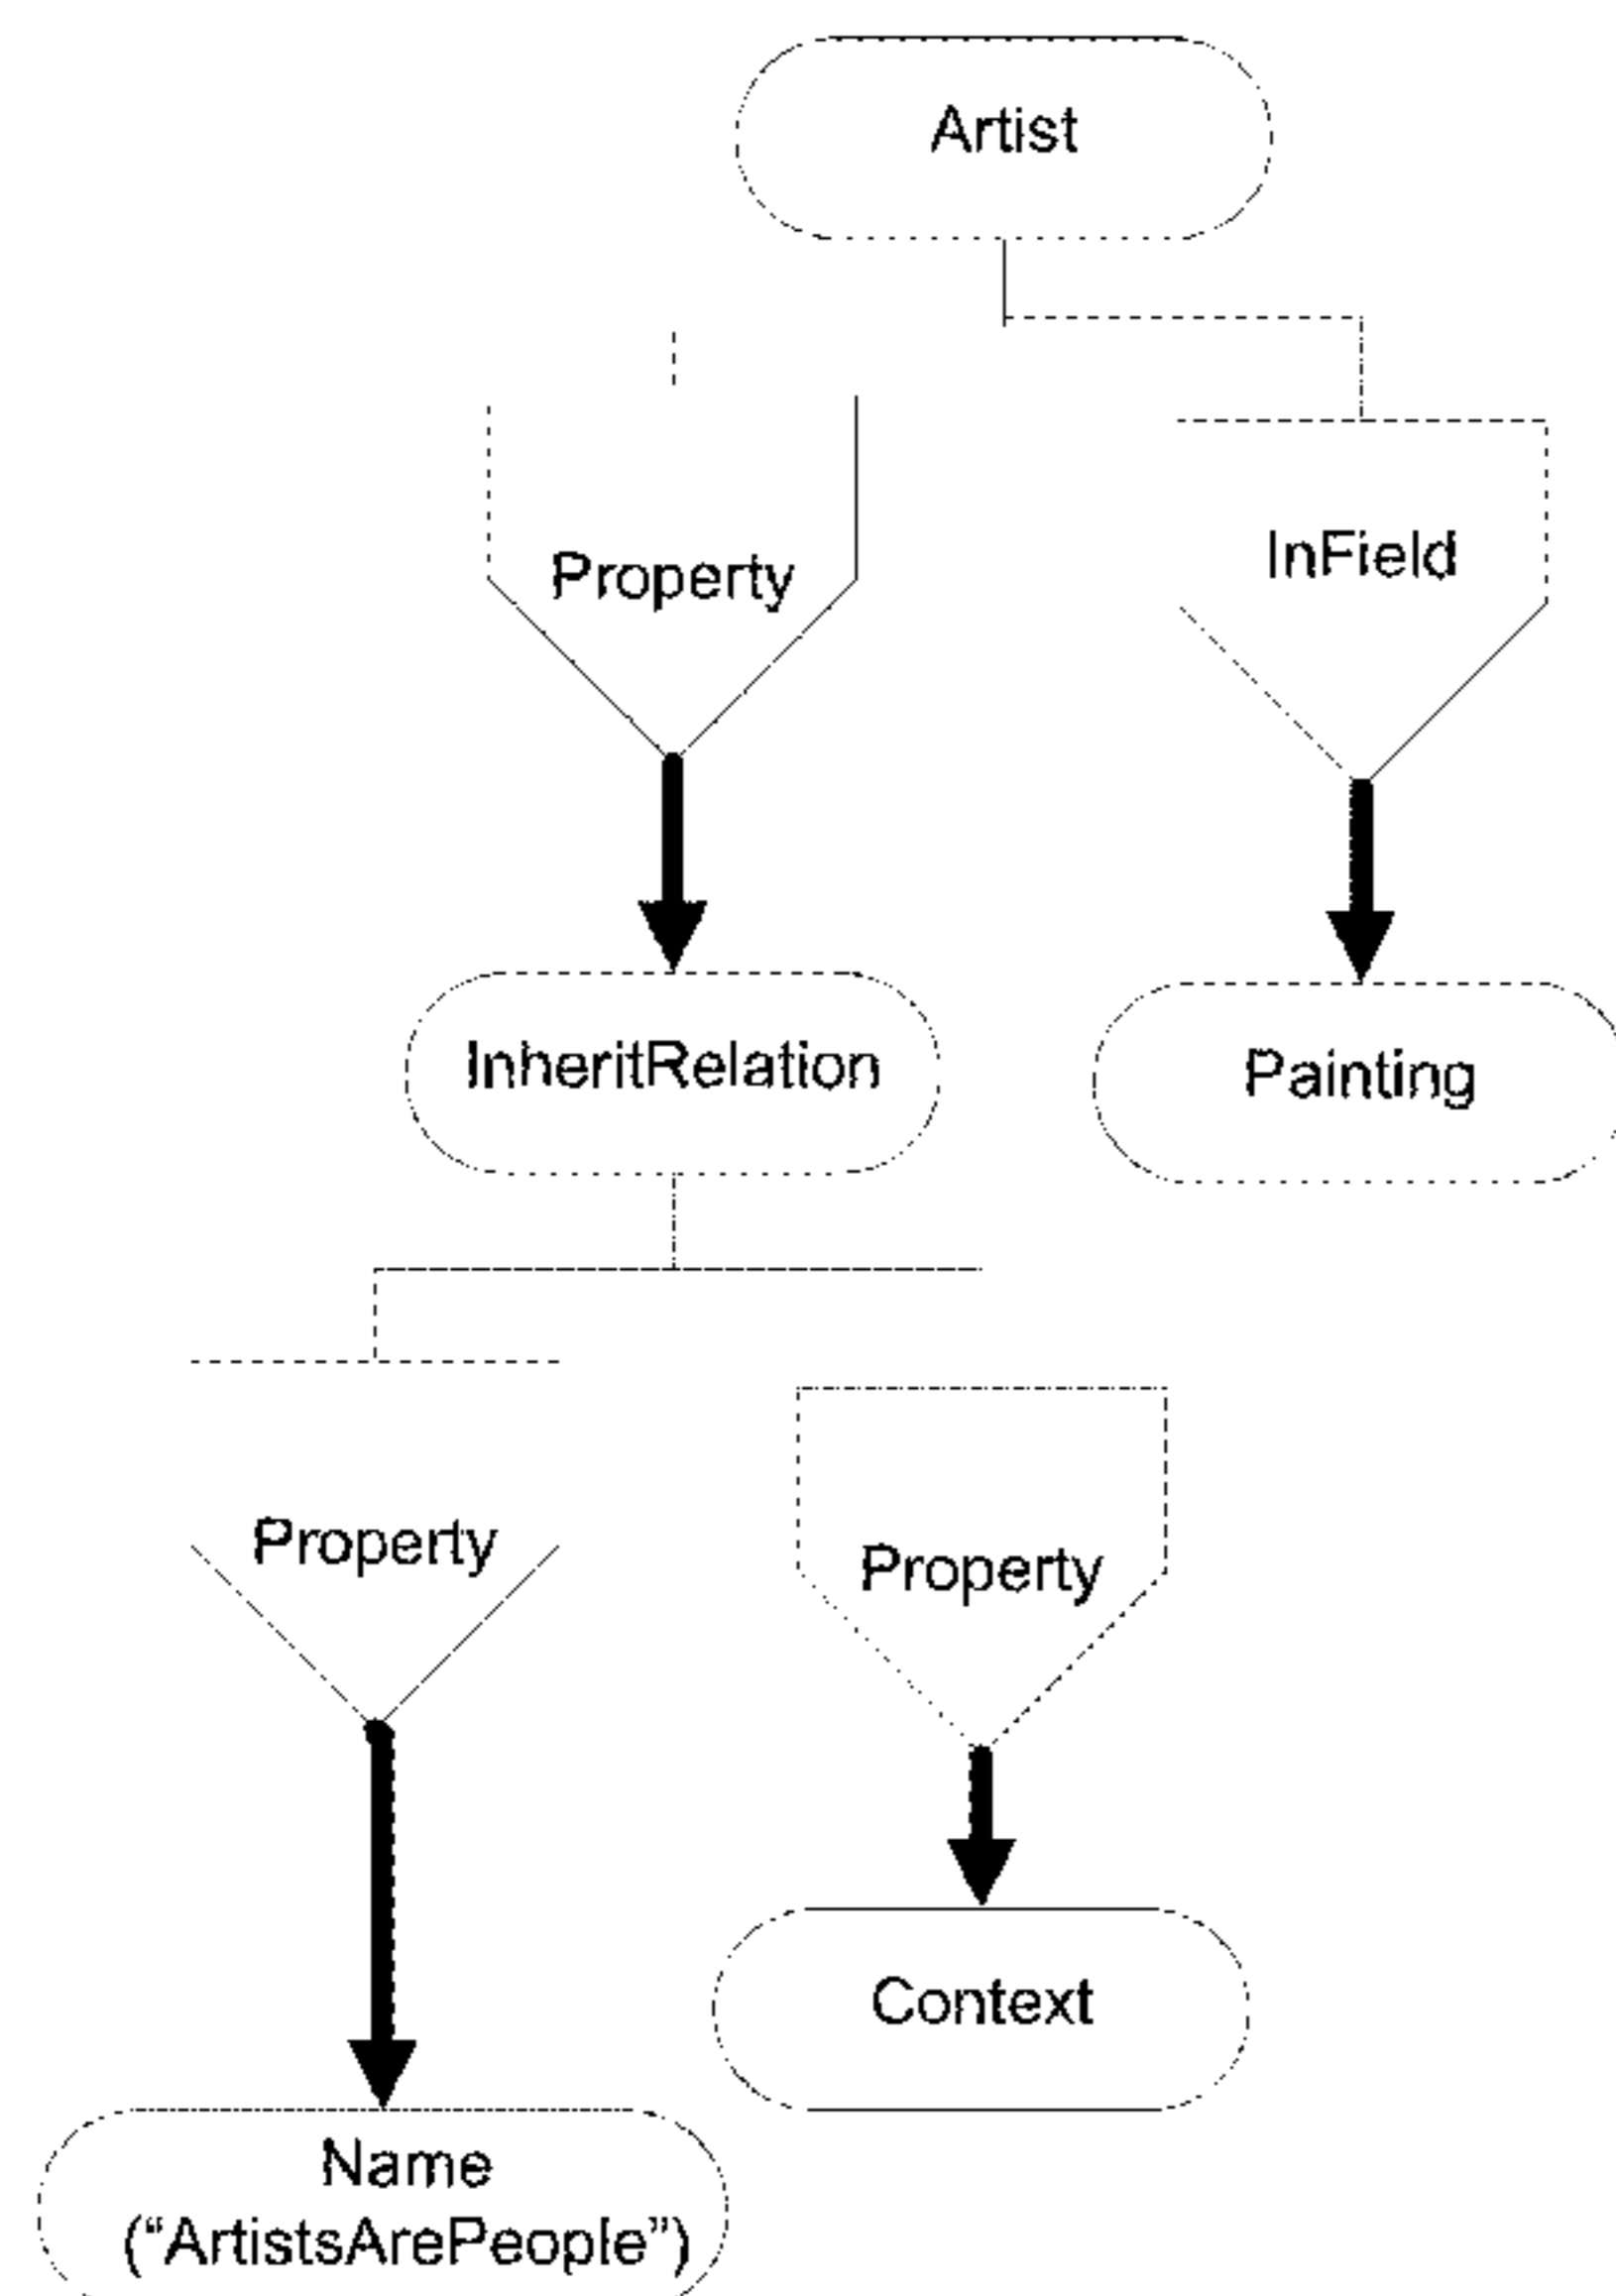 Artist
Property
InField
InheritRelation
Painting
Property
Property
Context
Name
(“ArtistsArePeople”)